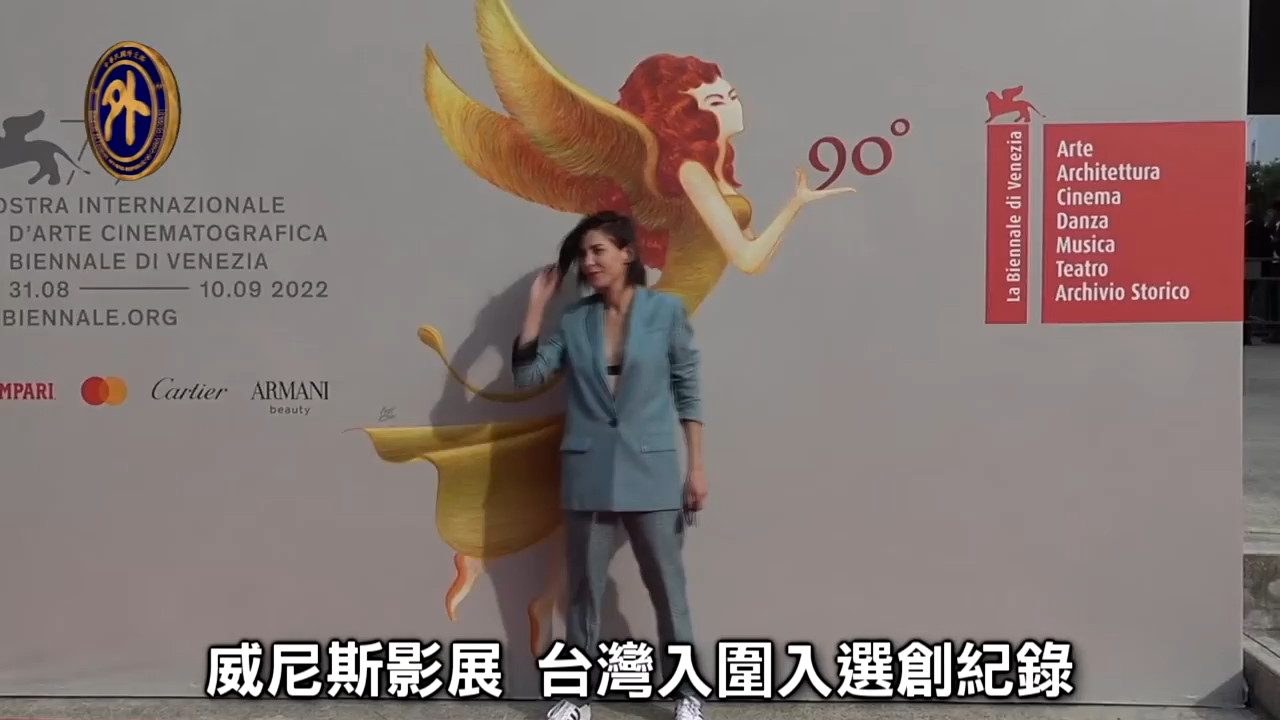 外
OSTRA INTERNAZIONALE
D'ARTE CINEMATOGRAFICA
BIENNALE DI VENEZIA
31.08 10.09 2022
BIENNALE.ORG
MPARI
Cartier
ARMANI
beauty
90°
La Biennale di Venezia
Arte
Architettura
Cinema
Danza
Musica
Teatro
Archivio Storico
威尼斯影展 台灣入圍入選創紀錄